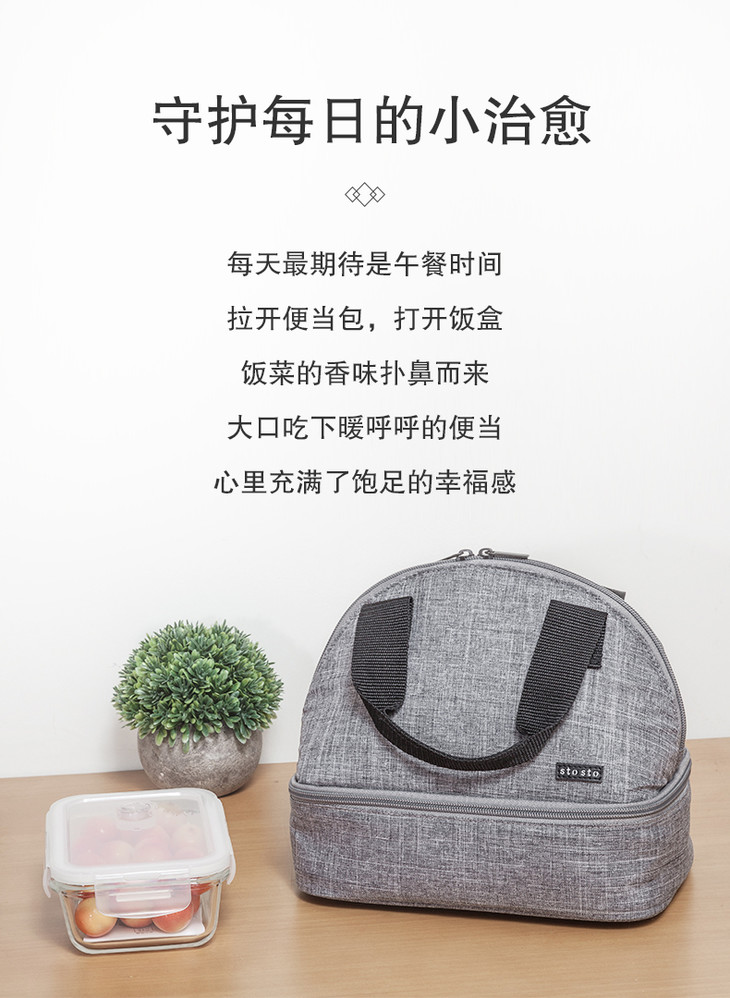 守护每日的小治愈
每天最期待是午餐时间
拉开便当包，打开饭盒
饭菜的香味扑鼻而来
大口吃下暖呼呼的便当
心里充满了饱足的幸福感
sto sto